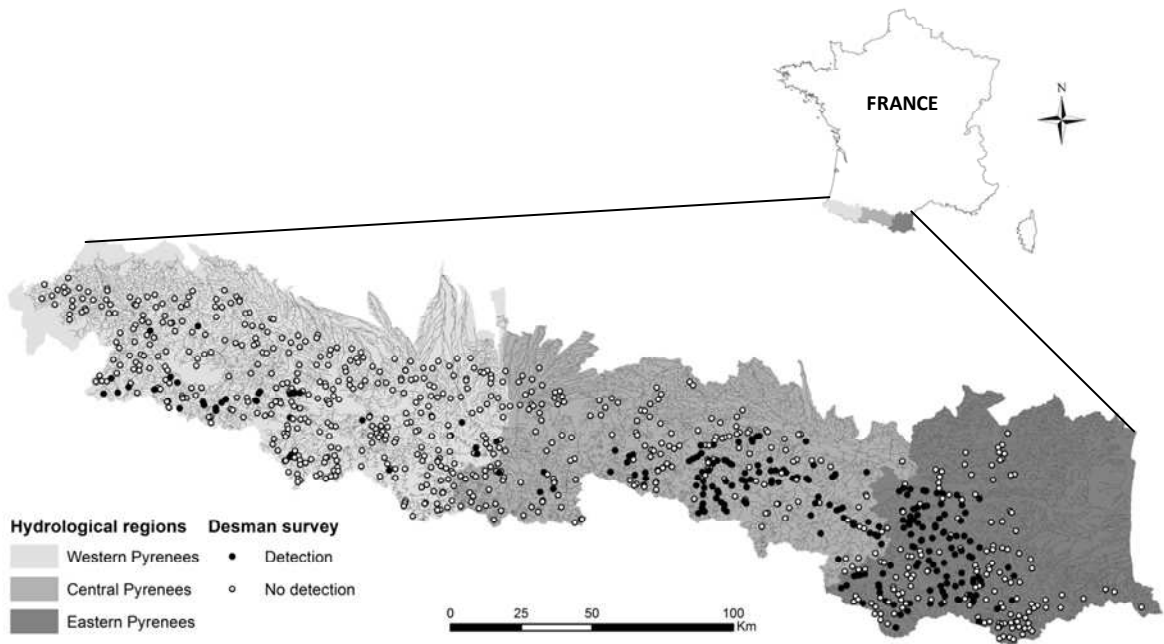 FRANCE
N
Hydrological regions
Western Pyrenees
Central Pyrenees
Eastern Pyrenees
Desman survey
Detection
No detection
0 25 50 100
Km